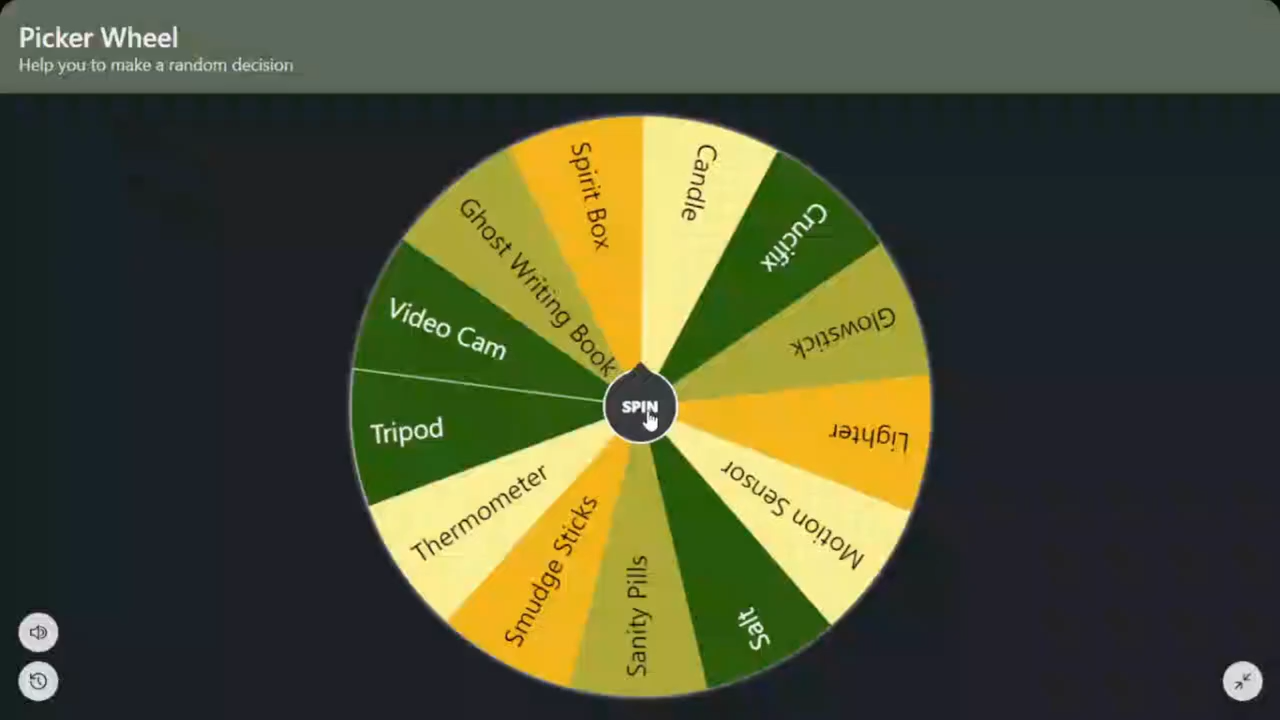 Picker Wheel
Help you to make a random decision
Spirit Box
Candle
Crucifix
Glowstick
Lighter
Motion Sensor
Salt
Sanity Pills
Smudge Sticks
Thermometer
Tripod
Video Cam
Ghost Writing Book
SPIN